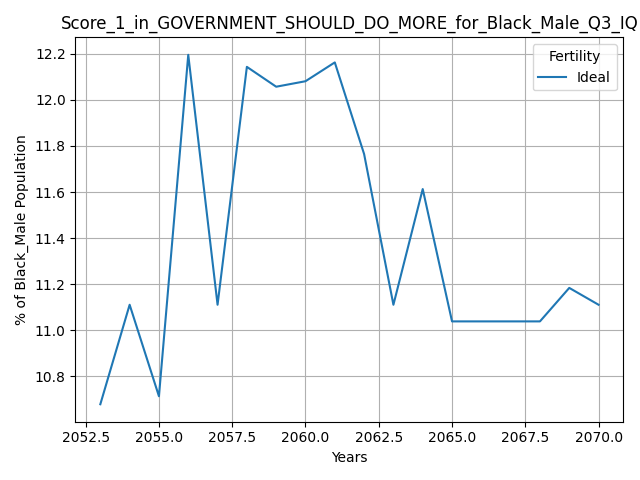 Score_1_in_GOVERNMENT_SHOULD_DO_MORE_for_Black_Male_Q3_IQ
Fertility
Ideal
% of Black_Male Population
12.2
12.0
11.8
11.6
11.4
11.2
11.0
10.8
2052.5 2055.0 2057.5 2060.0 2062.5 2065.0 2067.5 2070.0
Years